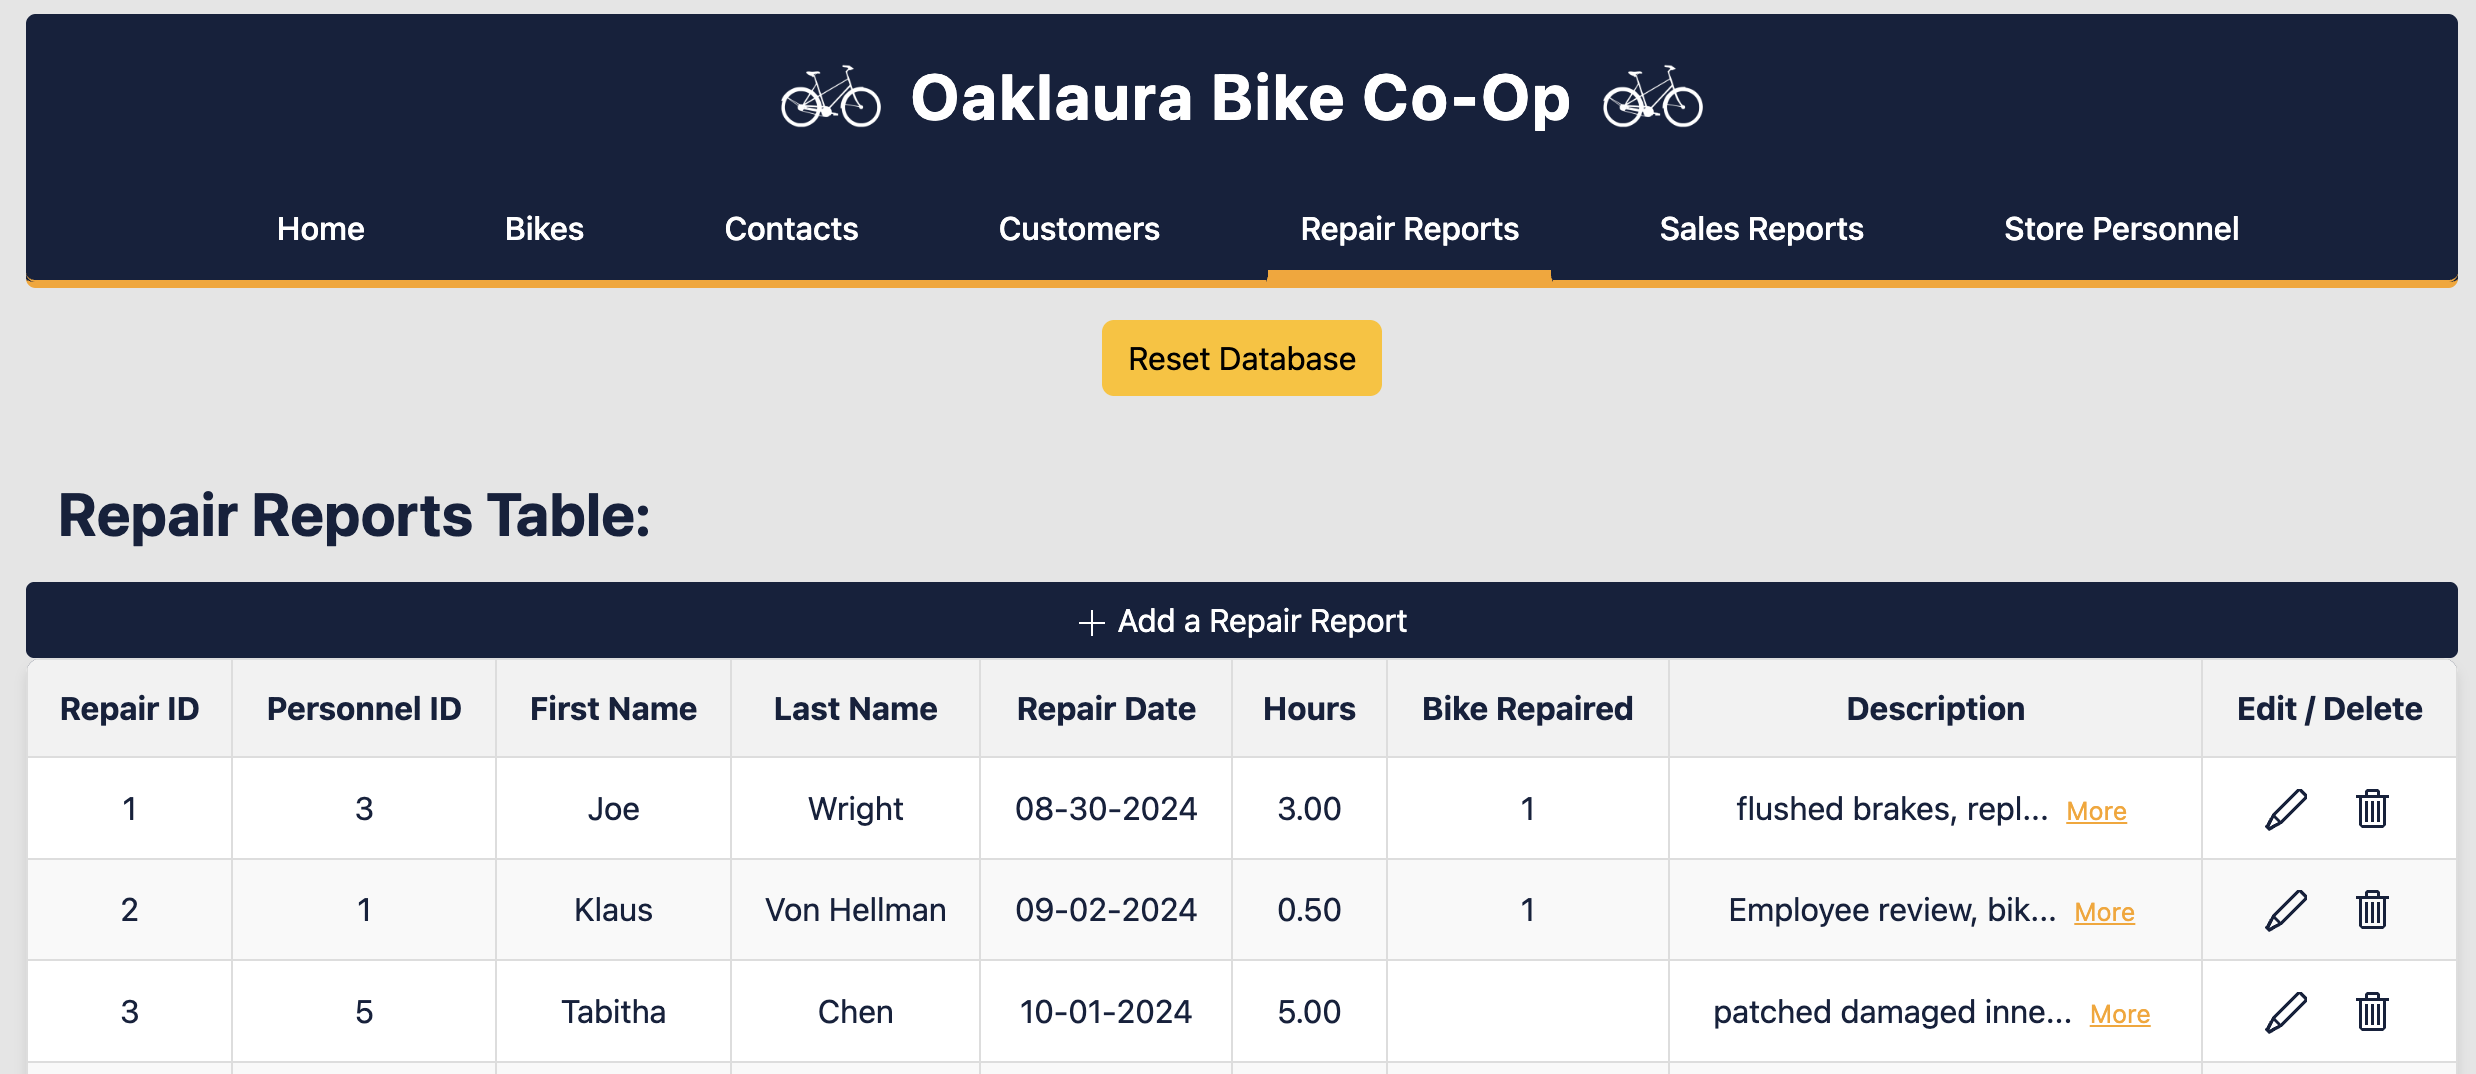 Oaklaura Bike Co-Op
Home Bikes Contacts Customers Repair Reports Sales Reports Store Personnel
Reset Database
Repair Reports Table:
Add a Repair Report
Repair ID Personnel ID First Name Last Name Repair Date Hours Bike Repaired Description Edit / Delete
1 3 Joe Wright 08-30-2024 3.00 1 flushed brakes, repl... More
2 1 Klaus Von Hellman 09-02-2024 0.50 1 Employee review, bik... More
3 5 Tabitha Chen 10-01-2024 5.00 patched damaged inne... More